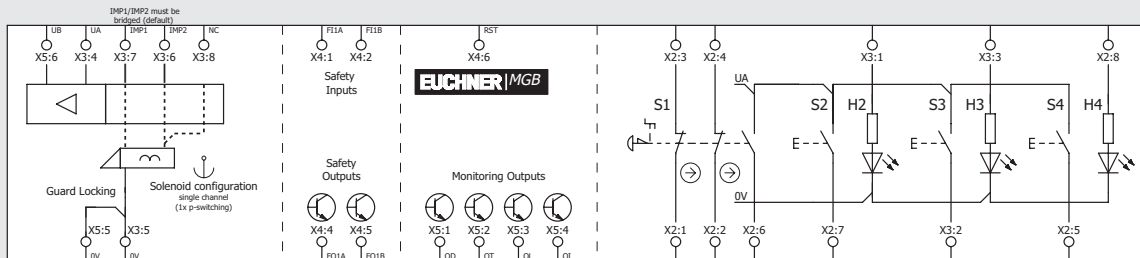 IMP1/IMP2 must be
bridged (default)
UB UA IMP1 IMP2 NC FI1A FI1B RST
X5:6 X3:4 X3:7 X3:6 X3:8 X4:1 X4:2 X4:6 X2:3 X2:4 X3:1 X3:3 X2:8
Safety
Inputs
EUCHNER MGB
UA
S1 S2 H2 S3 H3 S4 H4
E E E
Safety
Outputs
Monitoring Outputs
Guard Locking
Solenoid configuration
single channel
(1x p-switching)
0V
X5:5 X3:5 X4:4 X4:5 X5:1 X5:2 X5:3 X5:4 X2:1 X2:2 X2:6 X2:7 X3:2 X2:5
0V 0V FO1A FO1B OD OT OL OI